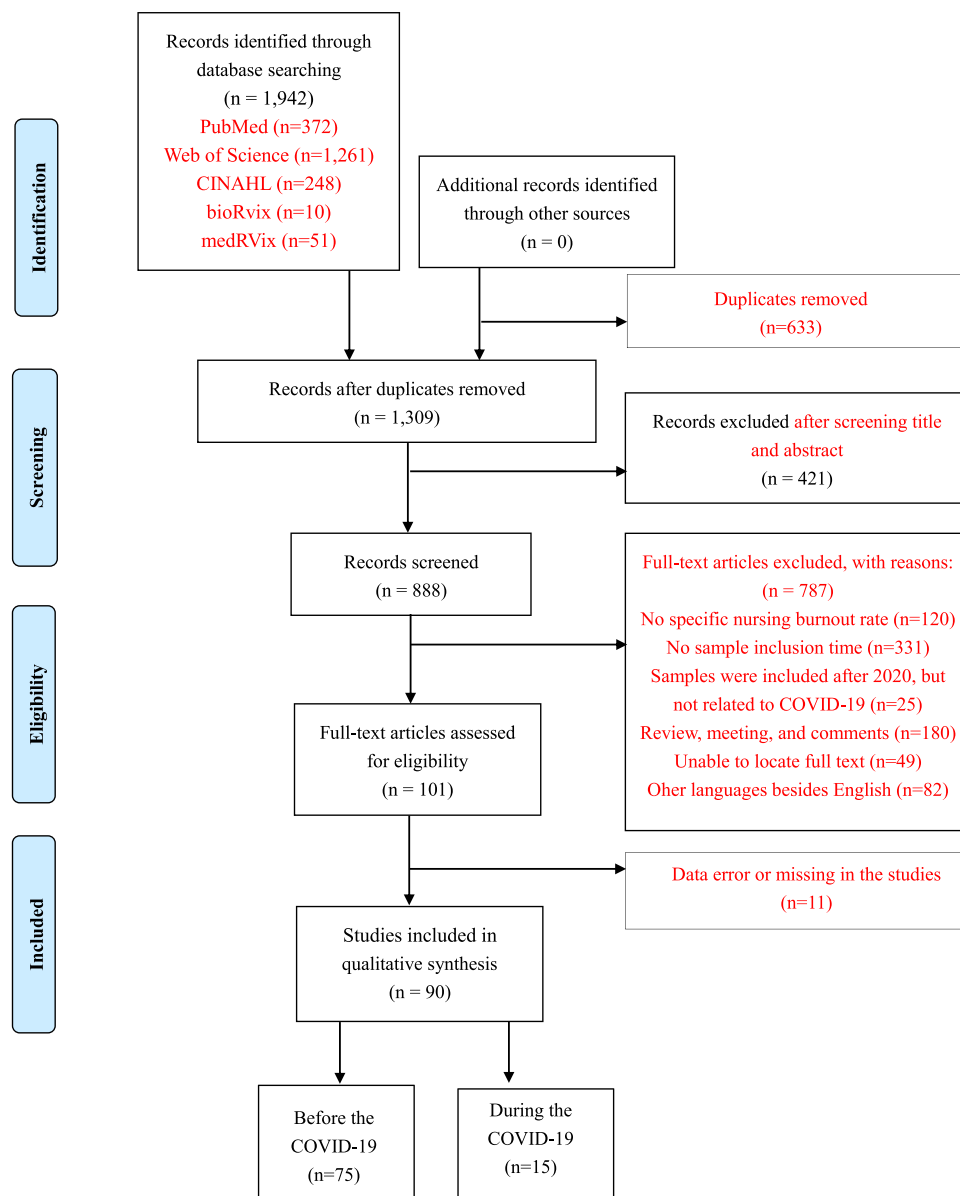 Records identified through
database searching
(n = 1,942)
PubMed (n=372)
Web of Science (n=1,261)
CINAHL (n=248)
bioRvix (n=10)
medRVix (n=51)
Identification
Additional records identified
through other sources
(n = 0)
Duplicates removed
(n=633)
Records after duplicates removed
(n = 1,309)
Screening
Records excluded after screening title
and abstract
(n = 421)
Records screened
(n = 888)
Full-text articles excluded, with reasons:
(n = 787)
No specific nursing burnout rate (n=120)
No sample inclusion time (n=331)
Samples were included after 2020, but
not related to COVID-19 (n=25)
Review, meeting, and comments (n=180)
Unable to locate full text (n=49)
Other languages besides English (n=82)
Eligibility
Full-text articles assessed
for eligibility
(n = 101)
Data error or missing in the studies
(n=11)
Included
Studies included in
qualitative synthesis
(n = 90)
Before the
COVID-19
(n=75)
During the
COVID-19
(n=15)